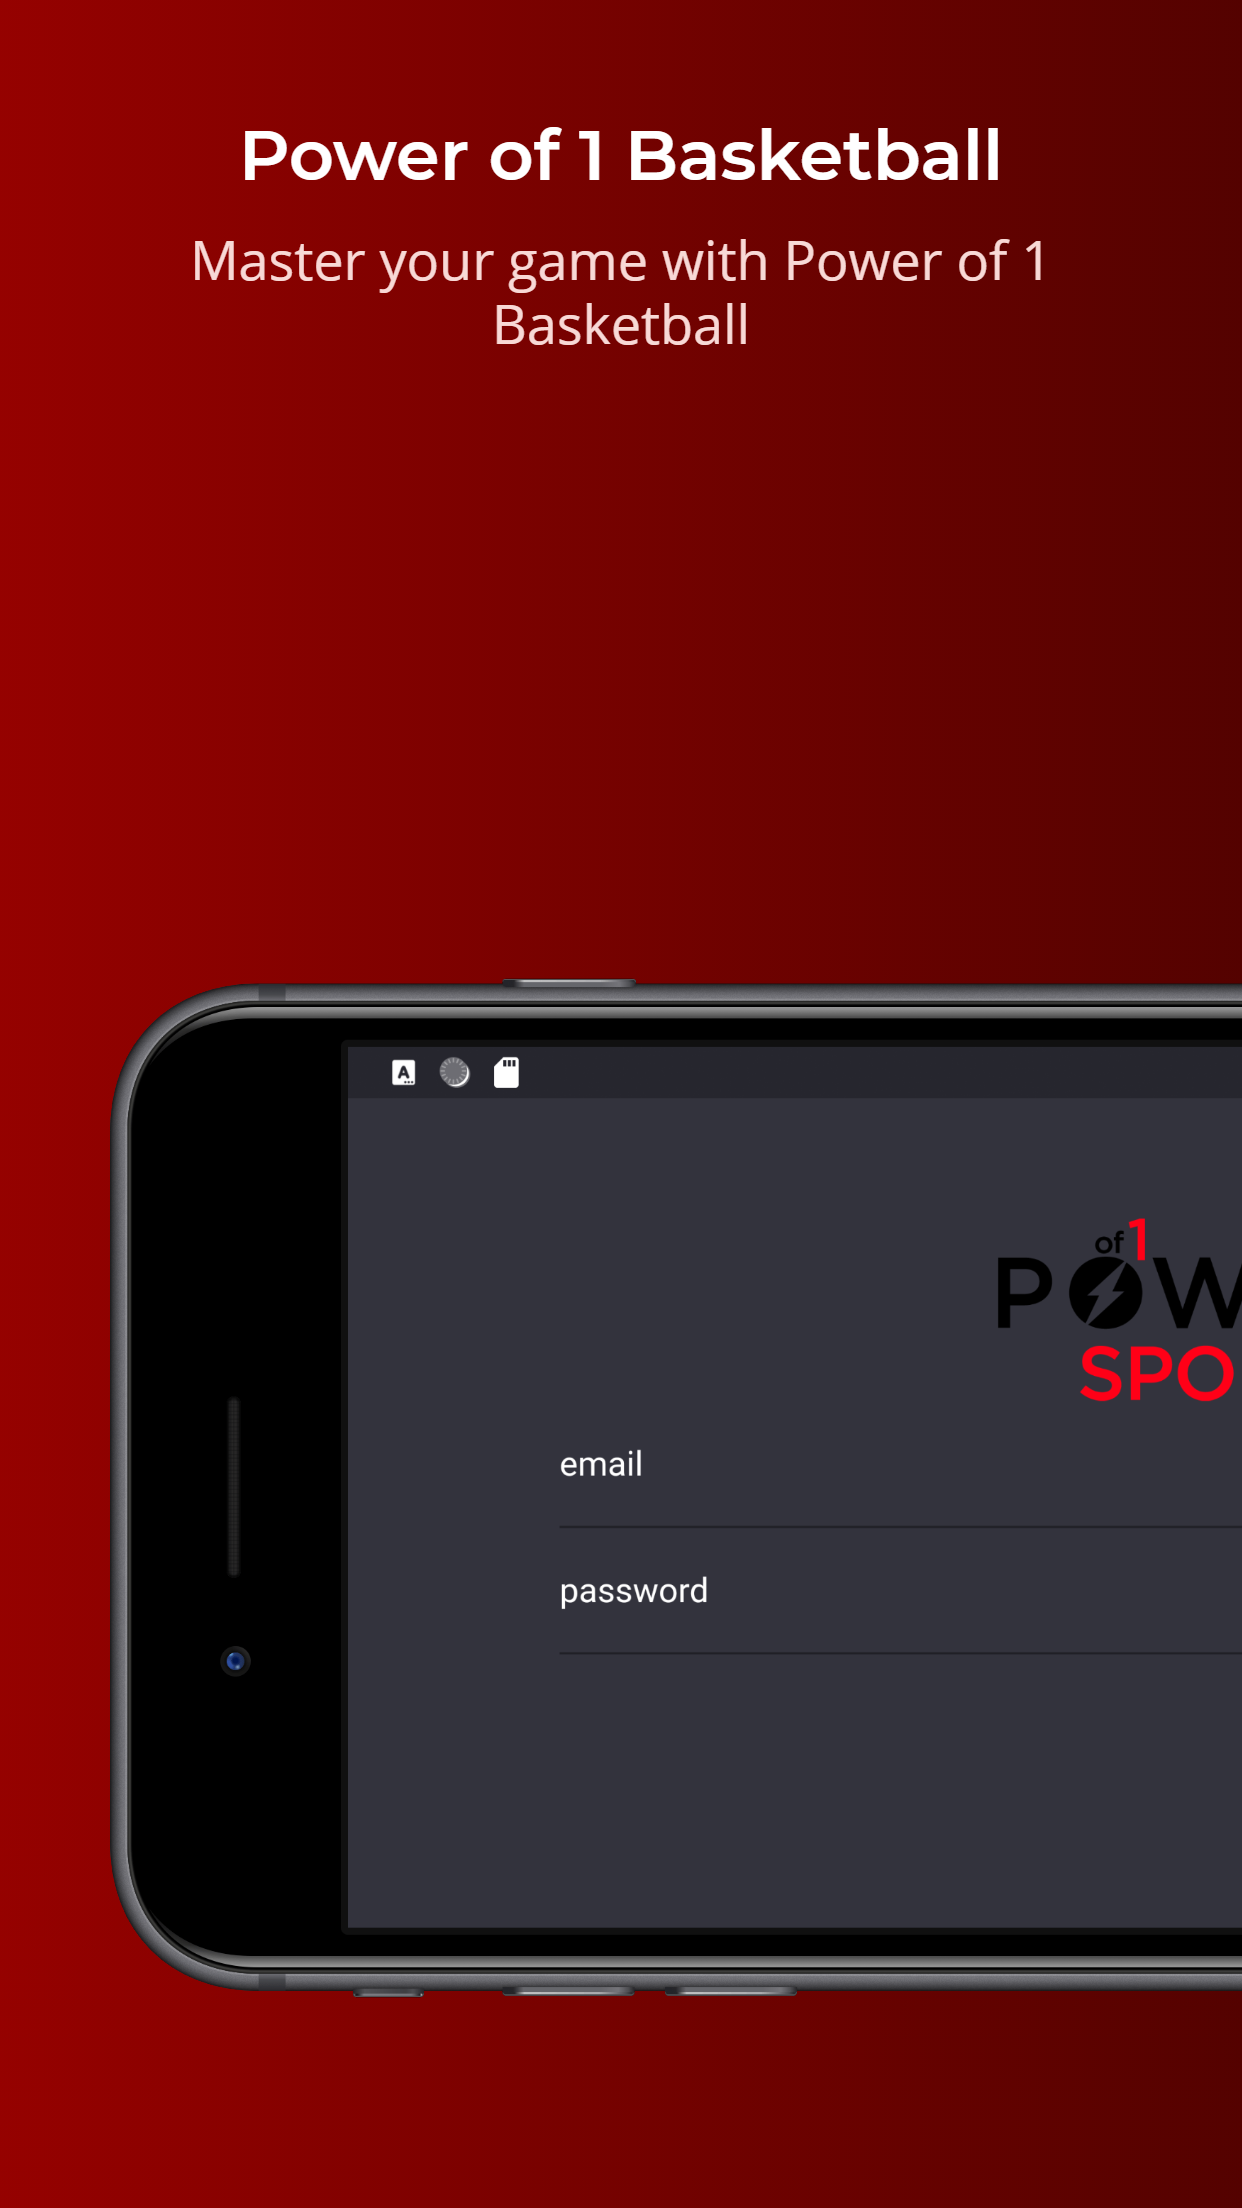 Power of 1 Basketball
Master your game with Power of 1
Basketball
A
of 1
POW
SPO
email
password